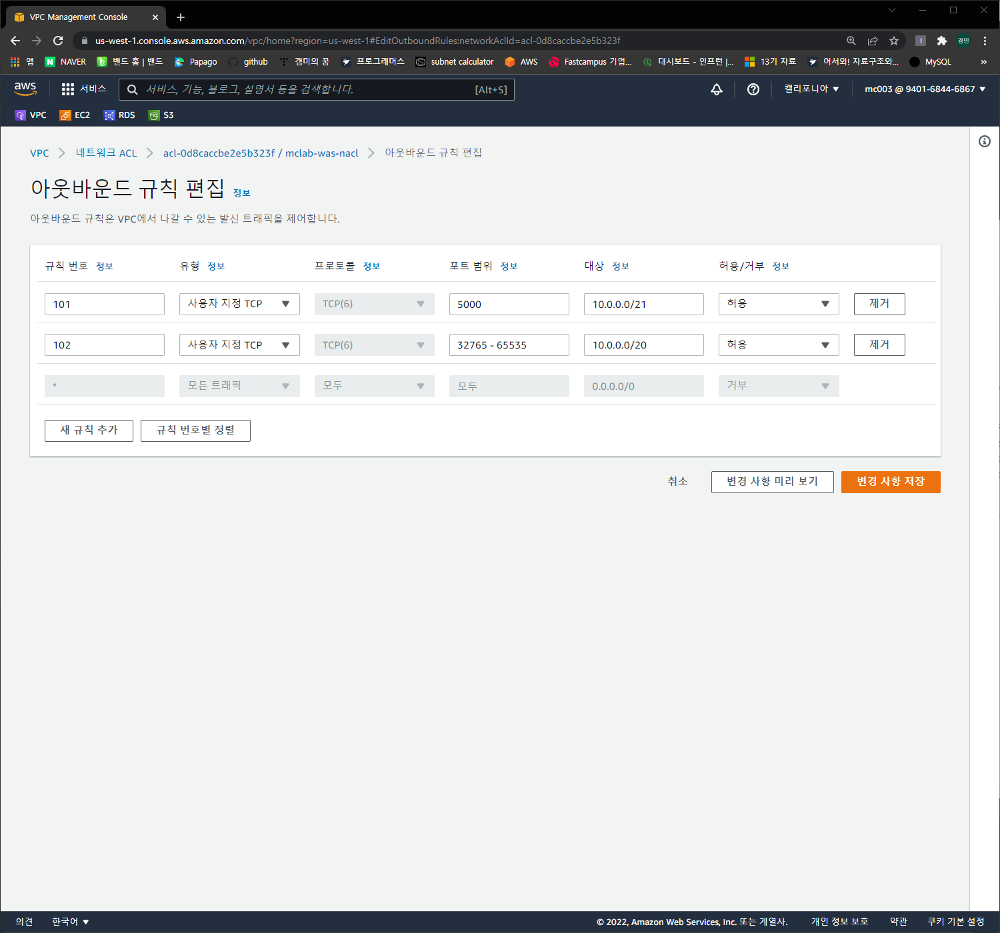 VPC Management Console
us-west-1.console.aws.amazon.com/vpc/home?region=us-west-1#EditOutboundRules:networkAclId=acl-0d8caccbe2e5b323f
경민
앱 NAVER 밴드 홈 | 밴드 Papago github 캠미의 꿈 프로그래머스 subnet calculator AWS Fastcampus 기업... 대시보드 - 인프런 |... 13기 자료 어서와! 자료구조와... MySQL »
aws 서비스 서비스, 기능, 블로그, 설명서 등을 검색합니다. [Alt+S] 캘리포니아 ▼ mc003 @ 9401-6844-6867 ▼
VPC EC2 RDS S3
VPC > 네트워크 ACL > acl-0d8caccbe2e5b323f / mclab-was-nacl > 아웃바운드 규칙 편집
아웃바운드 규칙 편집 정보
아웃바운드 규칙은 VPC에서 나갈 수 있는 발신 트래픽을 제어합니다.
규칙 번호 정보 유형 정보 프로토콜 정보 포트 범위 정보 대상 정보 허용/거부 정보
101 사용자 지정 TCP TCP(6) 5000 10.0.0.0/21 허용 제거
102 사용자 지정 TCP TCP(6) 32765 - 65535 10.0.0.0/20 허용 제거
* 모든 트래픽 모두 모두 0.0.0.0/0 거부
새 규칙 추가 규칙 번호별 정렬
취소 변경 사항 미리 보기 변경 사항 저장
의견 한국어 ▼ © 2022, Amazon Web Services, Inc. 또는 계열사. 개인 정보 보호 약관 쿠키 기본 설정